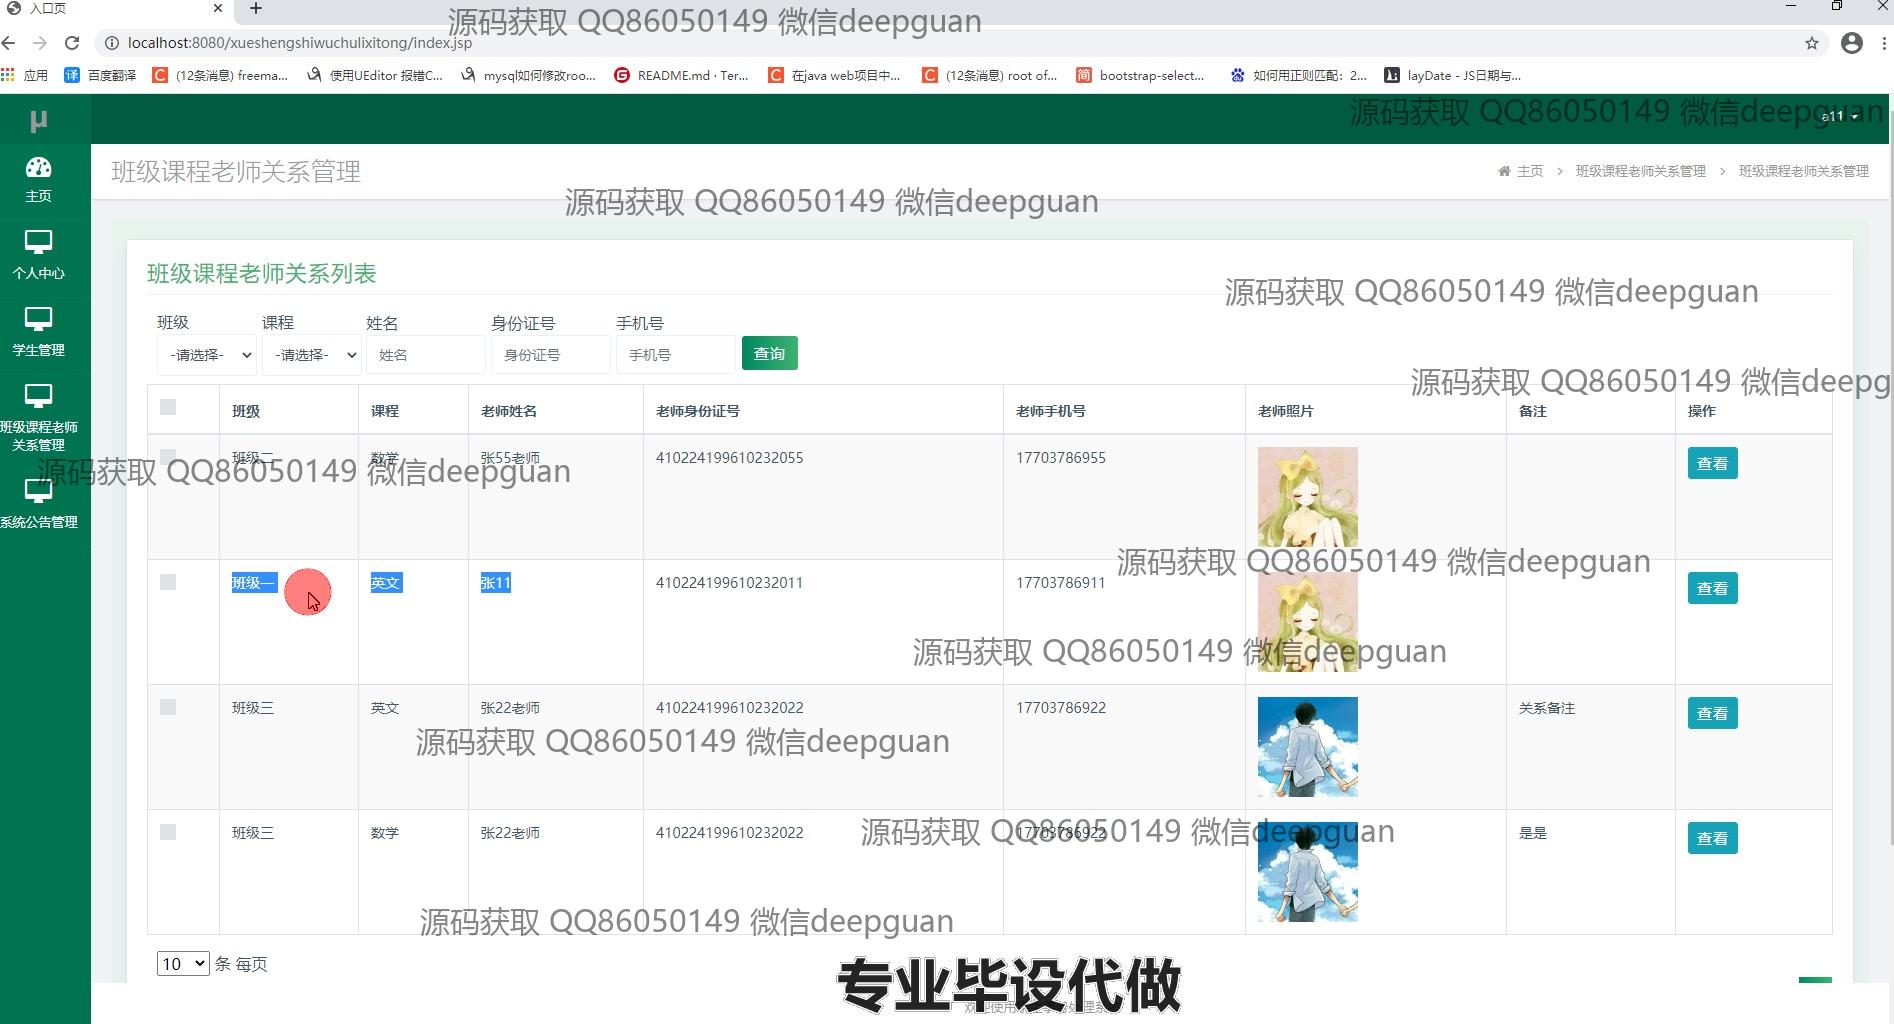 入口页
源码获取 QQ86050149 微信deepguan
localhost:8080/xueshengshiwuchulixitong/index.jsp
应用 百度翻译 (12条消息) freema... 使用UEditor 报错C... mysql如何修改roo... README.md · Ter... 在java web项目中... (12条消息) root of... bootstrap-select... 如何用正则匹配：2... layDate - JS日期与...
μ
源码获取 QQ86050149 微信deepguan
a11
班级课程老师关系管理
主页 > 班级课程老师关系管理 > 班级课程老师关系管理
源码获取 QQ86050149 微信deepguan
主页
个人中心
学生管理
班级课程老师
关系管理
系统公告管理
班级课程老师关系列表
源码获取 QQ86050149 微信deepguan
班级 课程 姓名 身份证号 手机号
-请选择- -请选择- 姓名 身份证号 手机号 查询
源码获取 QQ86050149 微信deepg
班级 课程 老师姓名 老师身份证号 老师手机号 老师照片 备注 操作
班级二 数学 张55老师 410224199610232055 17703786955 查看
源码获取 QQ86050149 微信deepguan
源码获取 QQ86050149 微信deepguan
班级一 英文 张11 410224199610232011 17703786911 查看
源码获取 QQ86050149 微信deepguan
班级三 英文 张22老师 410224199610232022 17703786922 关系备注 查看
源码获取 QQ86050149 微信deepguan
班级三 数学 张22老师 410224199610232022 17703786922 是是 查看
源码获取 QQ86050149 微信deepguan
源码获取 QQ86050149 微信deepguan
10 条 每页
专业毕设代做